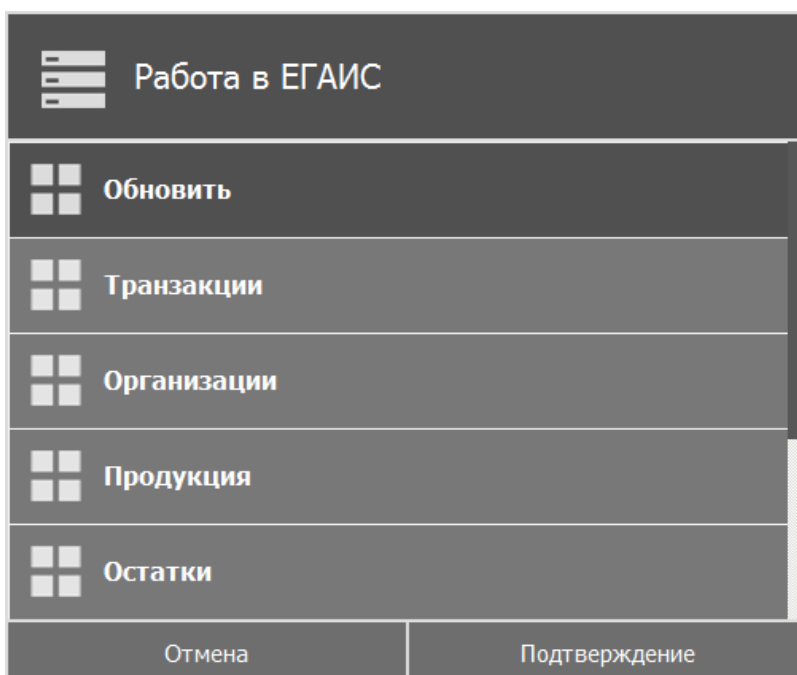 Работа в ЕГАИС
Обновить
Транзакции
Организации
Продукция
Остатки
Отмена
Подтверждение